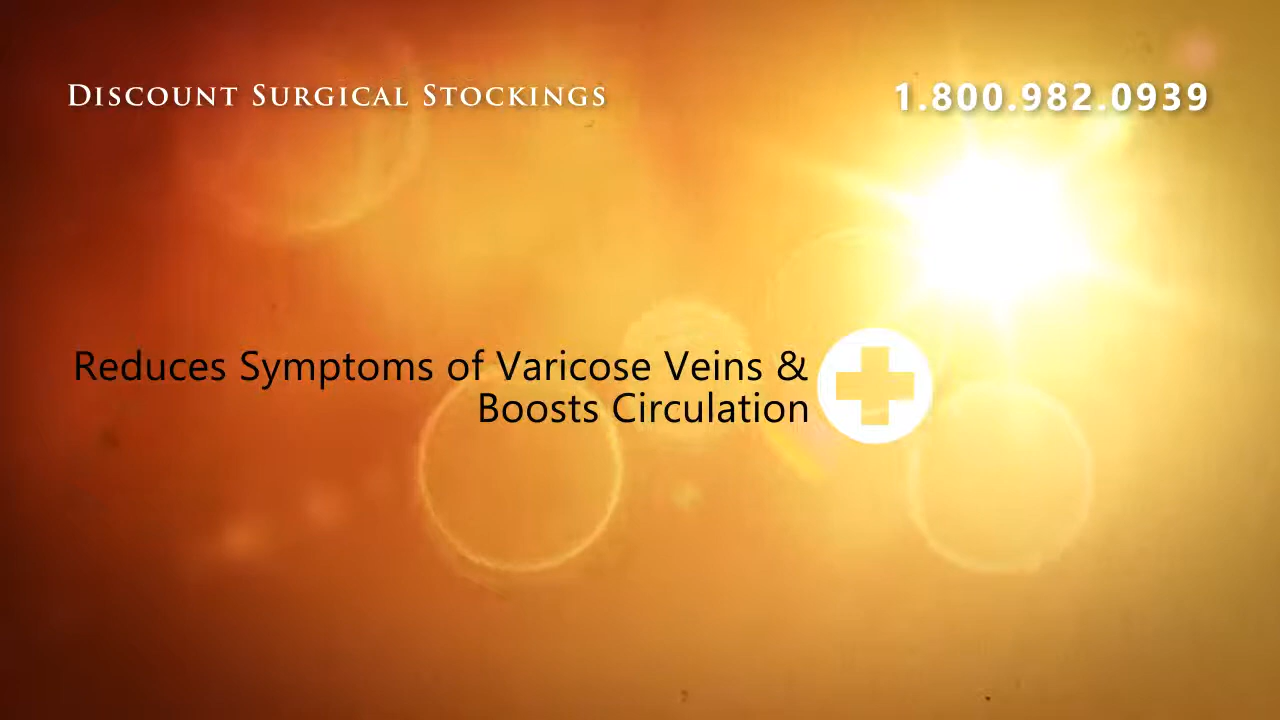 Discount Surgical Stockings
1.800.982.0939
Reduces Symptoms of Varicose Veins &
Boosts Circulation